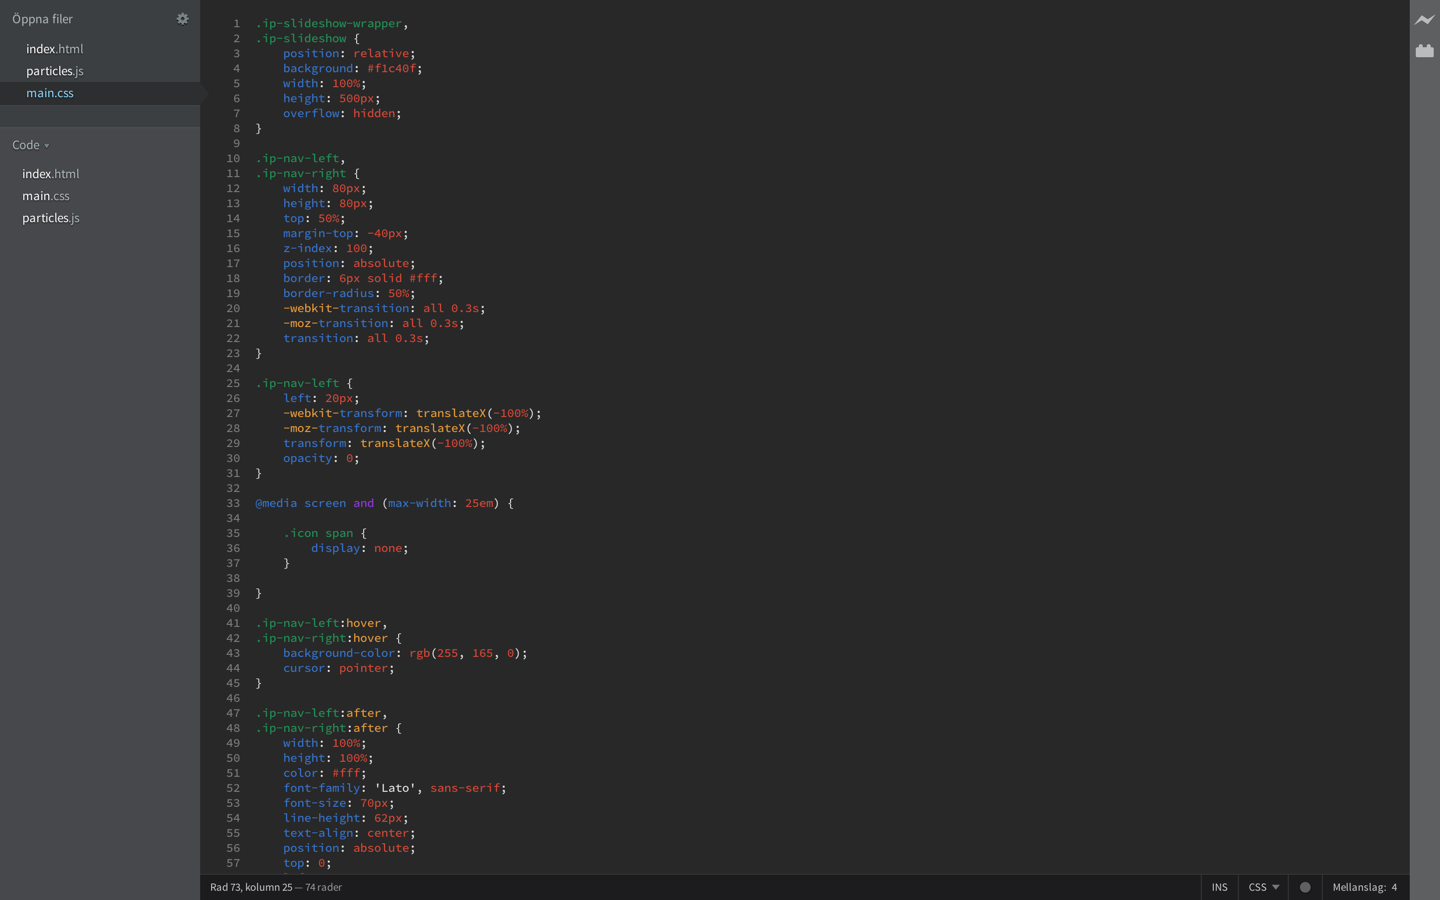 Öppna filer
index.html
particles.js
main.css
Code
index.html
main.css
particles.js
1 .ip-slideshow-wrapper,
2 .ip-slideshow {
3     position: relative;
4     background: #f1c40f;
5     width: 100%;
6     height: 500px;
7     overflow: hidden;
8 }
9
10 .ip-nav-left,
11 .ip-nav-right {
12     width: 80px;
13     height: 80px;
14     top: 50%;
15     margin-top: -40px;
16     z-index: 100;
17     position: absolute;
18     border: 6px solid #fff;
19     border-radius: 50%;
20     -webkit-transition: all 0.3s;
21     -moz-transition: all 0.3s;
22     transition: all 0.3s;
23 }
24
25 .ip-nav-left {
26     left: 20px;
27     -webkit-transform: translateX(-100%);
28     -moz-transform: translateX(-100%);
29     transform: translateX(-100%);
30     opacity: 0;
31 }
32
33 @media screen and (max-width: 25em) {
34
35     .icon span {
36         display: none;
37     }
38
39 }
40
41 .ip-nav-left:hover,
42 .ip-nav-right:hover {
43     background-color: rgb(255, 165, 0);
44     cursor: pointer;
45 }
46
47 .ip-nav-left:after,
48 .ip-nav-right:after {
49     width: 100%;
50     height: 100%;
51     color: #fff;
52     font-family: 'Lato', sans-serif;
53     font-size: 70px;
54     line-height: 62px;
55     text-align: center;
56     position: absolute;
57     top: 0;
Rad 73, kolumn 25 — 74 rader
INS
CSS
Mellanslag: 4